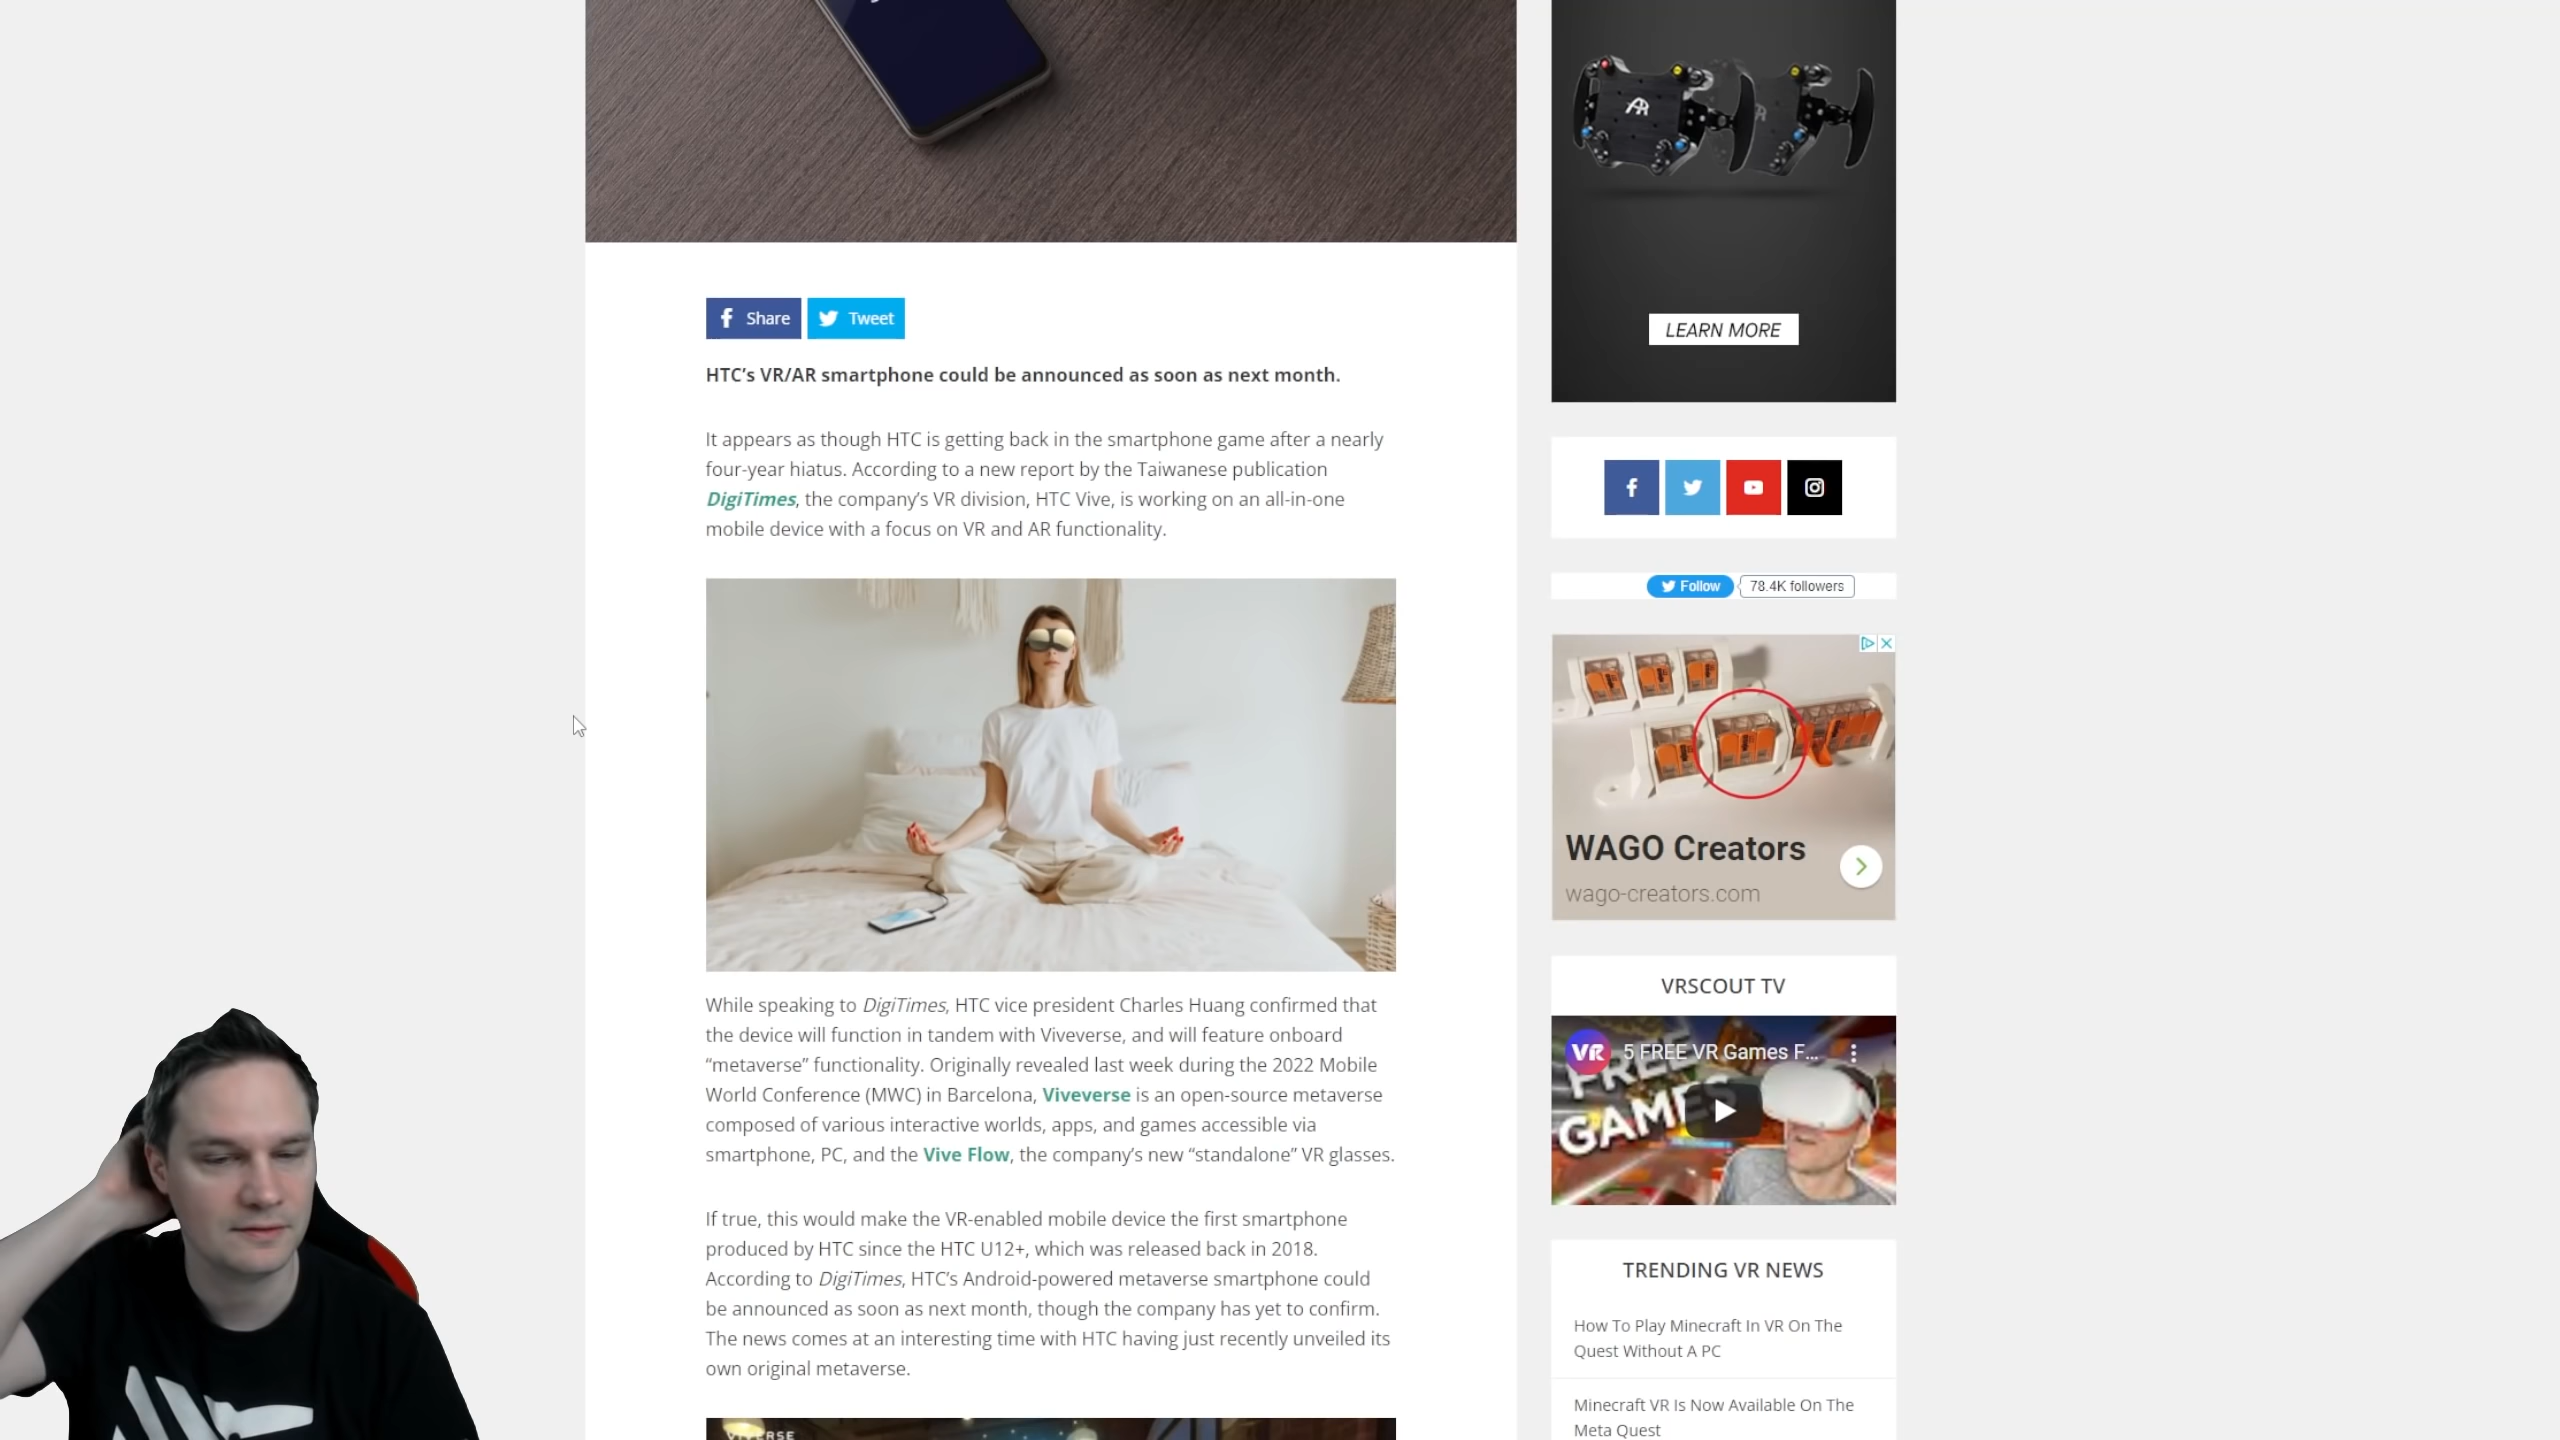 Share
Tweet
HTC's VR/AR smartphone could be announced as soon as next month.
It appears as though HTC is getting back in the smartphone game after a nearly
four-year hiatus. According to a new report by the Taiwanese publication
DigiTimes, the company's VR division, HTC Vive, is working on an all-in-one
mobile device with a focus on VR and AR functionality.
While speaking to DigiTimes, HTC vice president Charles Huang confirmed that
the device will function in tandem with Viveverse, and will feature onboard
“metaverse” functionality. Originally revealed last week during the 2022 Mobile
World Conference (MWC) in Barcelona, Viveverse is an open-source metaverse
composed of various interactive worlds, apps, and games accessible via
smartphone, PC, and the Vive Flow, the company's new “standalone” VR glasses.
If true, this would make the VR-enabled mobile device the first smartphone
produced by HTC since the HTC U12+, which was released back in 2018.
According to DigiTimes, HTC's Android-powered metaverse smartphone could
be announced as soon as next month, though the company has yet to confirm.
The news comes at an interesting time with HTC having just recently unveiled its
own original metaverse.
VIVERSE
AR
LEARN MORE
Follow
78.4K followers
WAGO Creators
wago-creators.com
VRSCOUT TV
VR
5 FREE VR Games F...
FREE
GAMES
TRENDING VR NEWS
How To Play Minecraft In VR On The
Quest Without A PC
Minecraft VR Is Now Available On The
Meta Quest